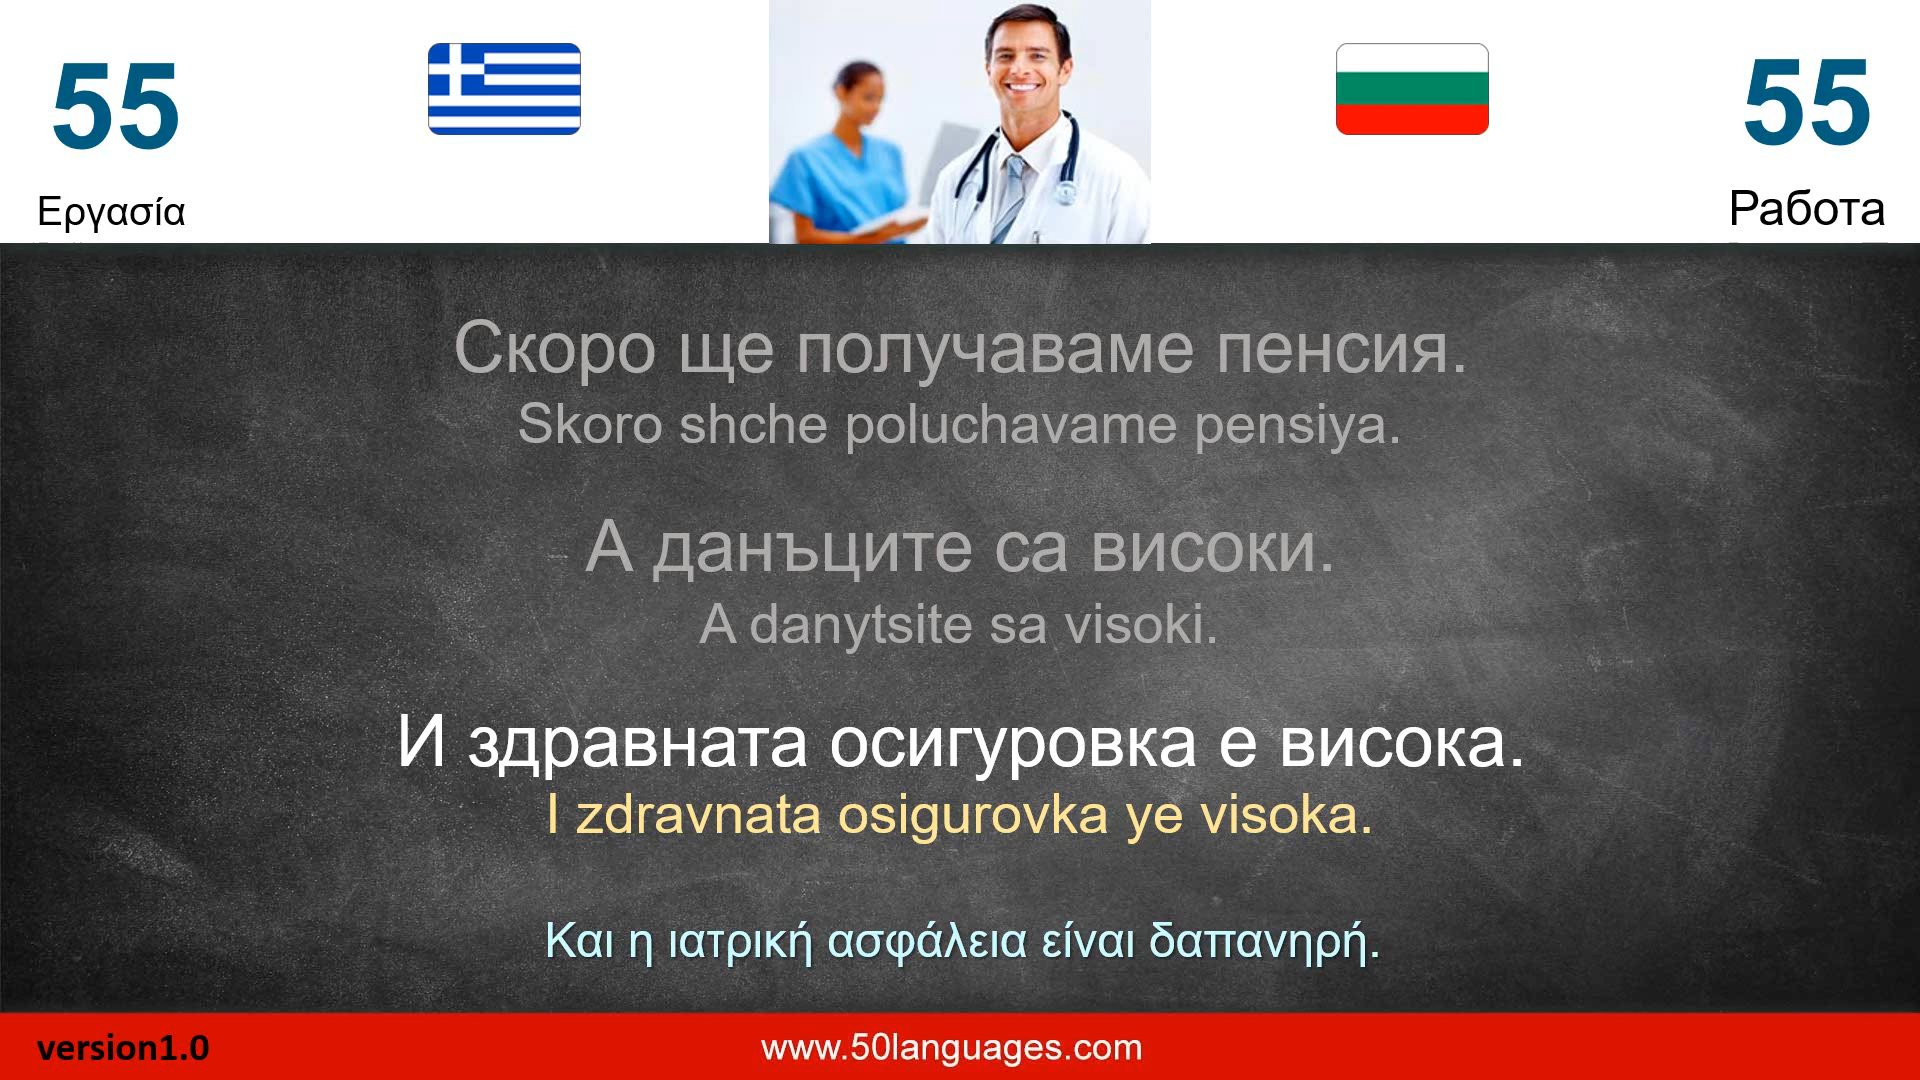 55
55
Εργασία
Работа
Скоро ще получаваме пенсия.
Skoro shche poluchavame pensiya.
А данъците са високи.
A danytsite sa visoki.
И здравната осигуровка е висока.
I zdravnata osigurovka ye visoka.
Και η ιατρική ασφάλεια είναι δαπανηρή.
version1.0
www.50languages.com